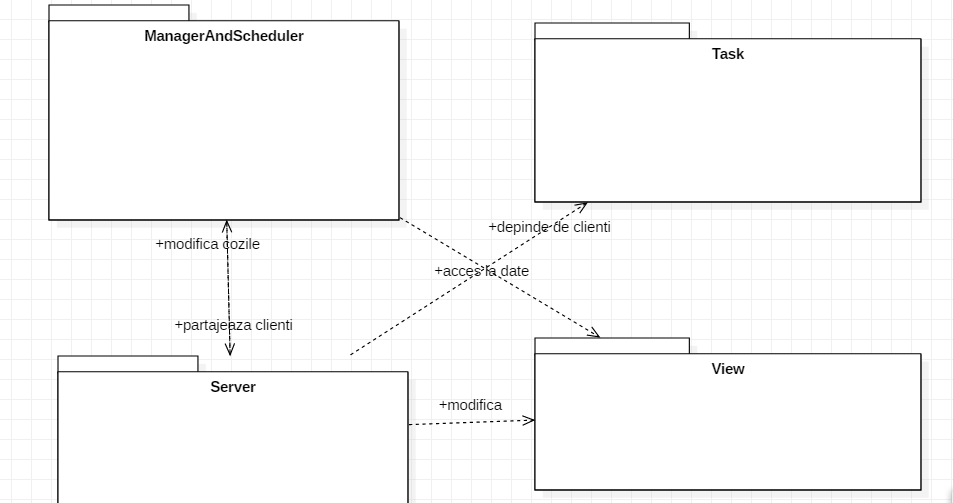 ManagerAndScheduler
Task
+depinde de clienti
+modifica cozile
+acces la date
+partajeaza clienti
View
Server
+modifica